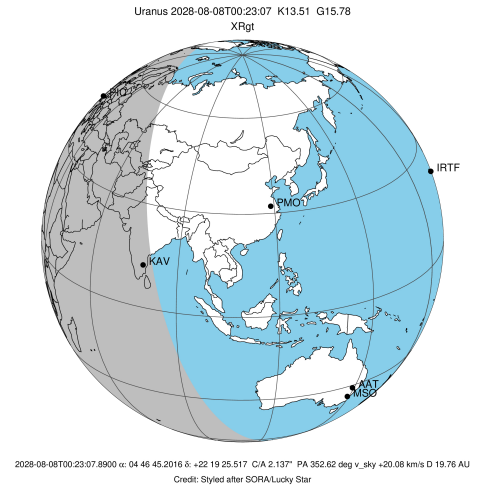 Uranus 2028-08-08T00:23:07 K13.51 G15.78
XRgt
PIC
IRTF
PMO
KAV
AAT
MSO
2028-08-08T00:23:07.8900 α: 04 46 45.2016 δ: +22 19 25.517 C/A 2.137" PA 352.62 deg v_sky +20.08 km/s D 19.76 AU
Credit: Styled after SORA/Lucky Star